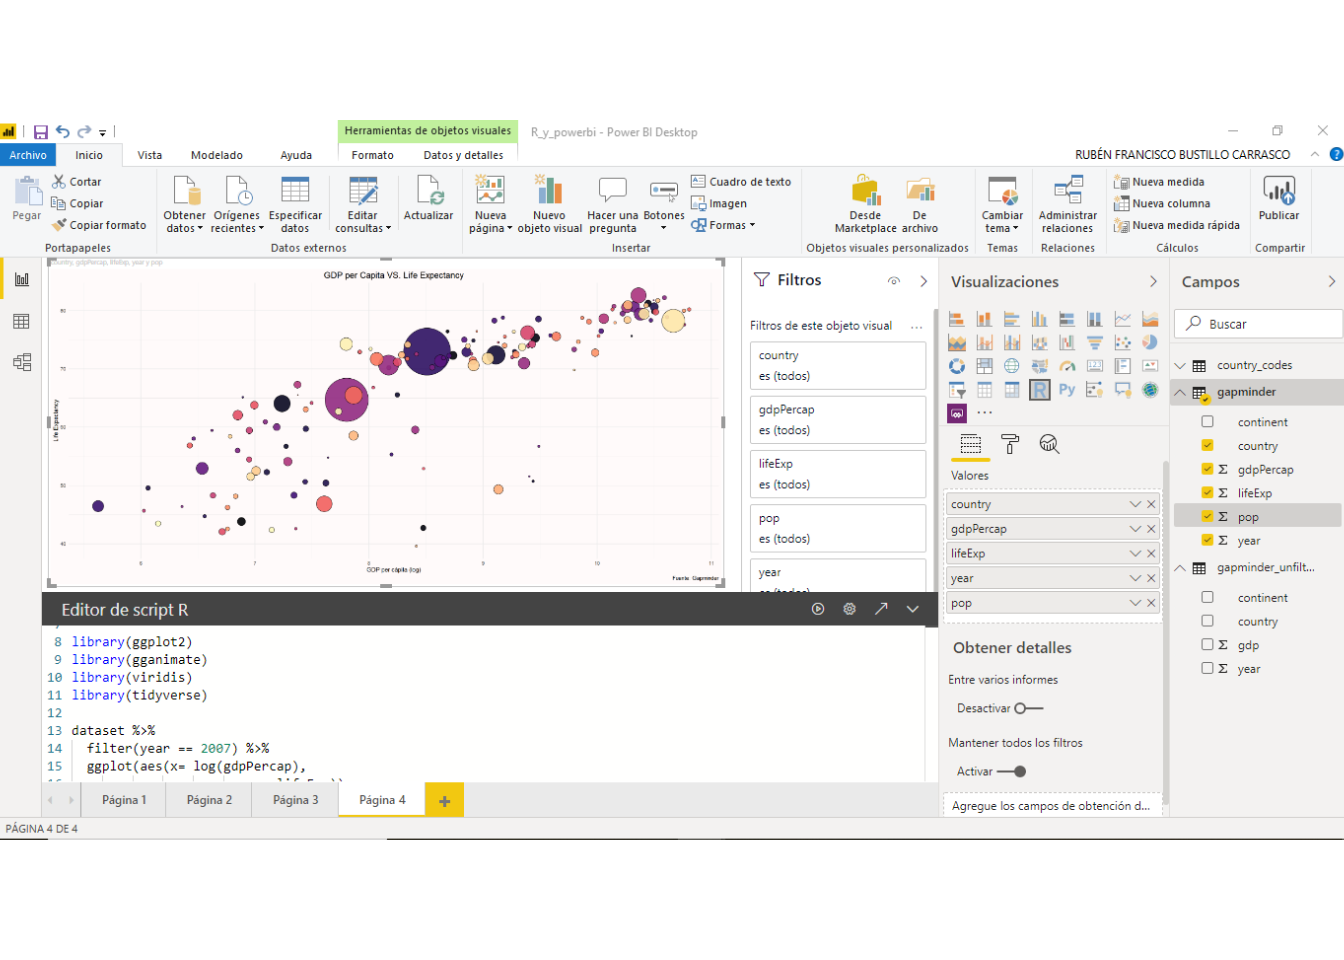 Herramientas de objetos visuales
R_y_powerbi - Power BI Desktop
Archivo Inicio Vista Modelado Ayuda Formato Datos y detalles
RUBÉN FRANCISCO BUSTILLO CARRASCO
Pegar
Cortar
Copiar
Copiar formato
Portapapeles
Obtener datos
Orígenes recientes
Especificar datos
Editar consultas
Actualizar
Datos externos
Nueva página
Nuevo objeto visual
Hacer una pregunta
Botones
Cuadro de texto
Imagen
Formas
Insertar
Desde Marketplace
De archivo
Objetos visuales personalizados
Cambiar tema
Temas
Administrar relaciones
Relaciones
Nueva medida
Nueva columna
Nueva medida rápida
Cálculos
Publicar
Compartir
country, gdpPercap, lifeExp, year y pop
GDP per Capita VS. Life Expectancy
Life Expectancy
80
70
60
50
40
6 7 8 9 10 11
GDP per cápita (log)
Fuente: Gapminder
Filtros
Filtros de este objeto visual
country
es (todos)
gdpPercap
es (todos)
lifeExp
es (todos)
pop
es (todos)
year
Visualizaciones
R
Py
Valores
country
gdpPercap
lifeExp
year
pop
Obtener detalles
Entre varios informes
Desactivar
Mantener todos los filtros
Activar
Agregue los campos de obtención d...
Campos
Buscar
country_codes
gapminder
continent
country
Σ gdpPercap
Σ lifeExp
Σ pop
Σ year
gapminder_unfilt...
continent
country
Σ gdp
Σ year
Editor de script R
8 library(ggplot2)
9 library(gganimate)
10 library(viridis)
11 library(tidyverse)
12
13 dataset %>%
14 filter(year == 2007) %>%
15 ggplot(aes(x= log(gdpPercap),
Página 1 Página 2 Página 3 Página 4 +
PÁGINA 4 DE 4